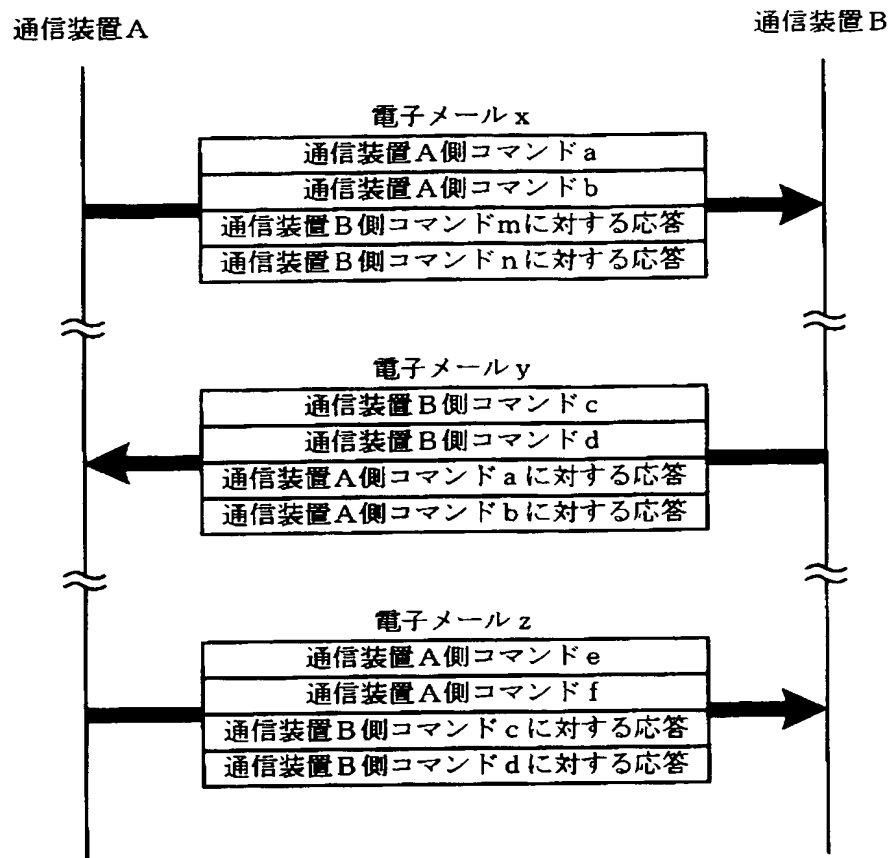 通信装置A
通信装置B
電子メールx
通信装置A側コマンドa
通信装置A側コマンドb
通信装置B側コマンドmに対する応答
通信装置B側コマンドnに対する応答
電子メールy
通信装置B側コマンドc
通信装置B側コマンドd
通信装置A側コマンドaに対する応答
通信装置A側コマンドbに対する応答
電子メールz
通信装置A側コマンドe
通信装置A側コマンドf
通信装置B側コマンドcに対する応答
通信装置B側コマンドdに対する応答